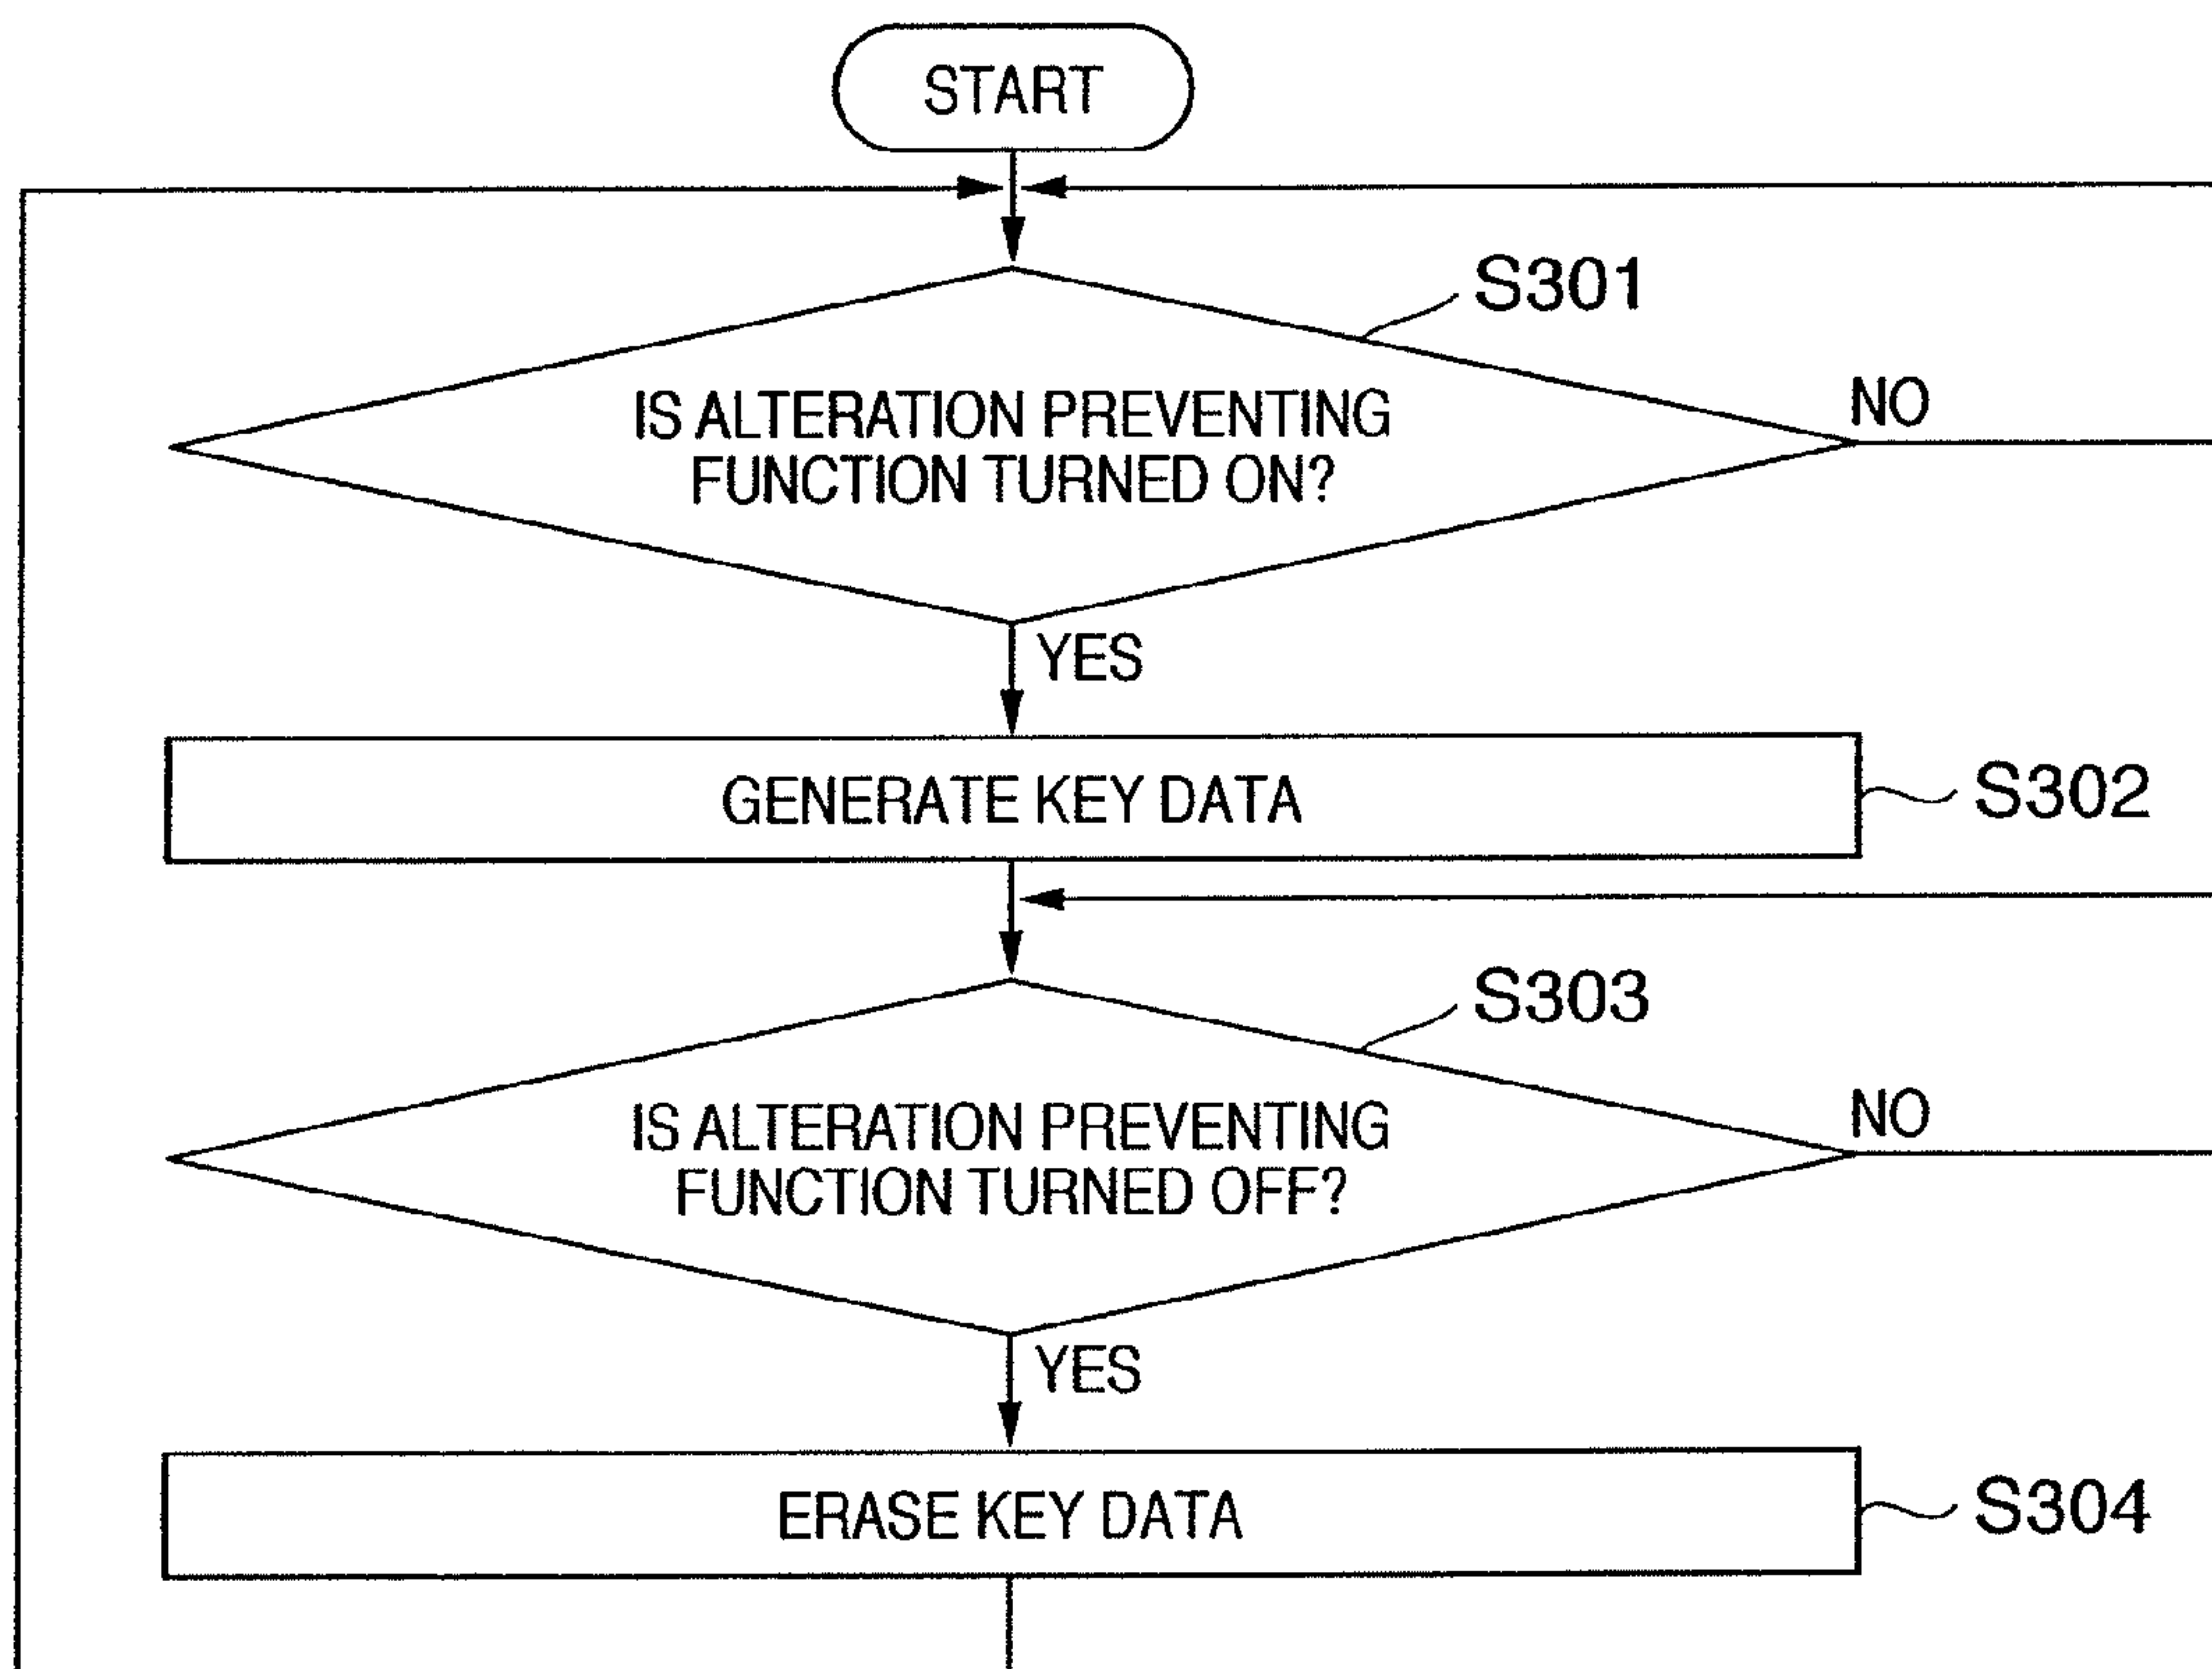 START
S301
IS ALTERATION PREVENTING
FUNCTION TURNED ON?
NO
YES
GENERATE KEY DATA
S302
S303
IS ALTERATION PREVENTING
FUNCTION TURNED OFF?
NO
YES
ERASE KEY DATA
S304